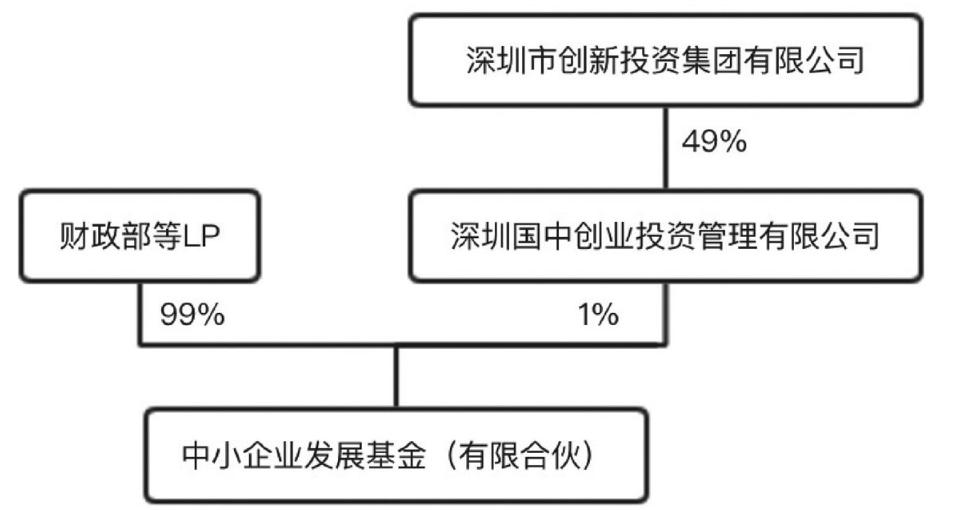 深圳市创新投资集团有限公司
49%
财政部等LP
深圳国中创业投资管理有限公司
99%
1%
中小企业发展基金（有限合伙）